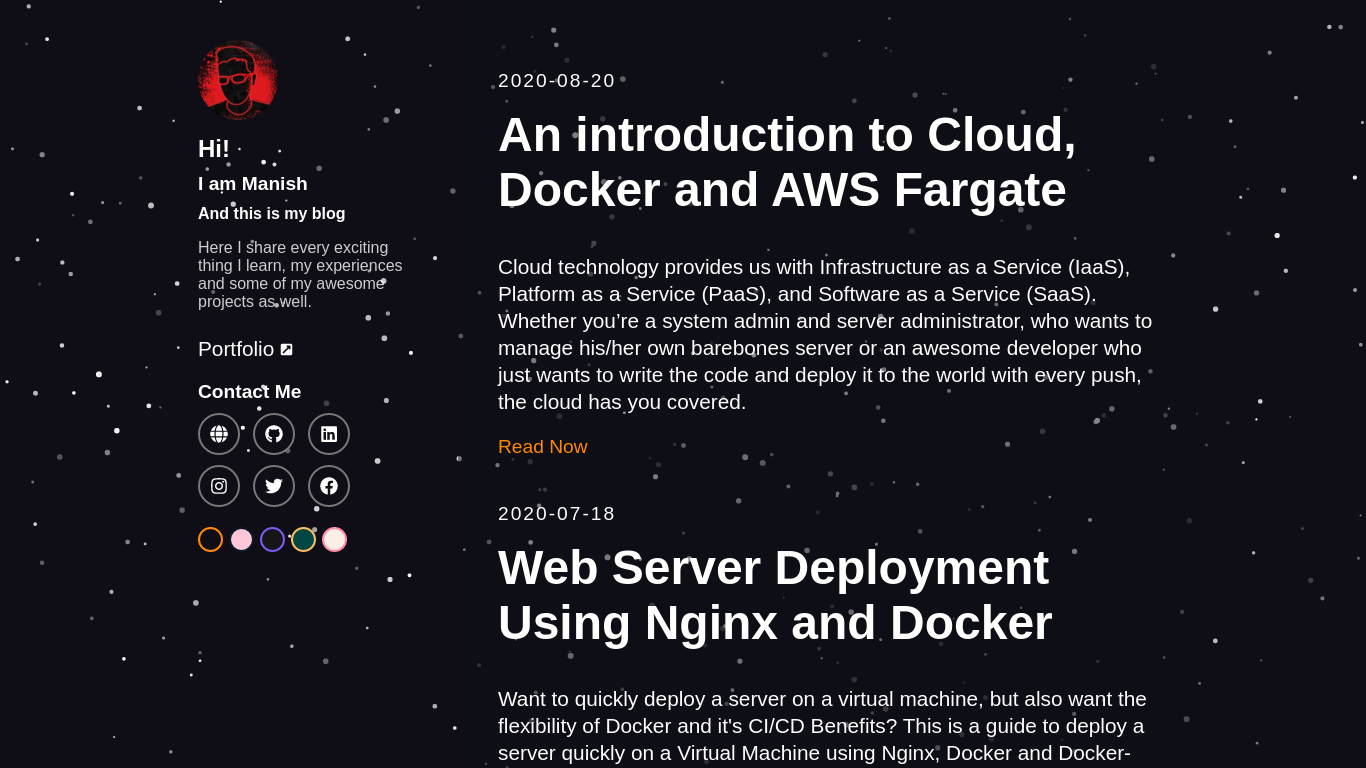 Hi!
I am Manish
And this is my blog
Here I share every exciting
thing I learn, my experiences
and some of my awesome
projects as well.
Portfolio
Contact Me
2020-08-20
An introduction to Cloud,
Docker and AWS Fargate
Cloud technology provides us with Infrastructure as a Service (IaaS),
Platform as a Service (PaaS), and Software as a Service (SaaS).
Whether you’re a system admin and server administrator, who wants to
manage his/her own barebones server or an awesome developer who
just wants to write the code and deploy it to the world with every push,
the cloud has you covered.
Read Now
2020-07-18
Web Server Deployment
Using Nginx and Docker
Want to quickly deploy a server on a virtual machine, but also want the
flexibility of Docker and it's CI/CD Benefits? This is a guide to deploy a
server quickly on a Virtual Machine using Nginx, Docker and Docker-